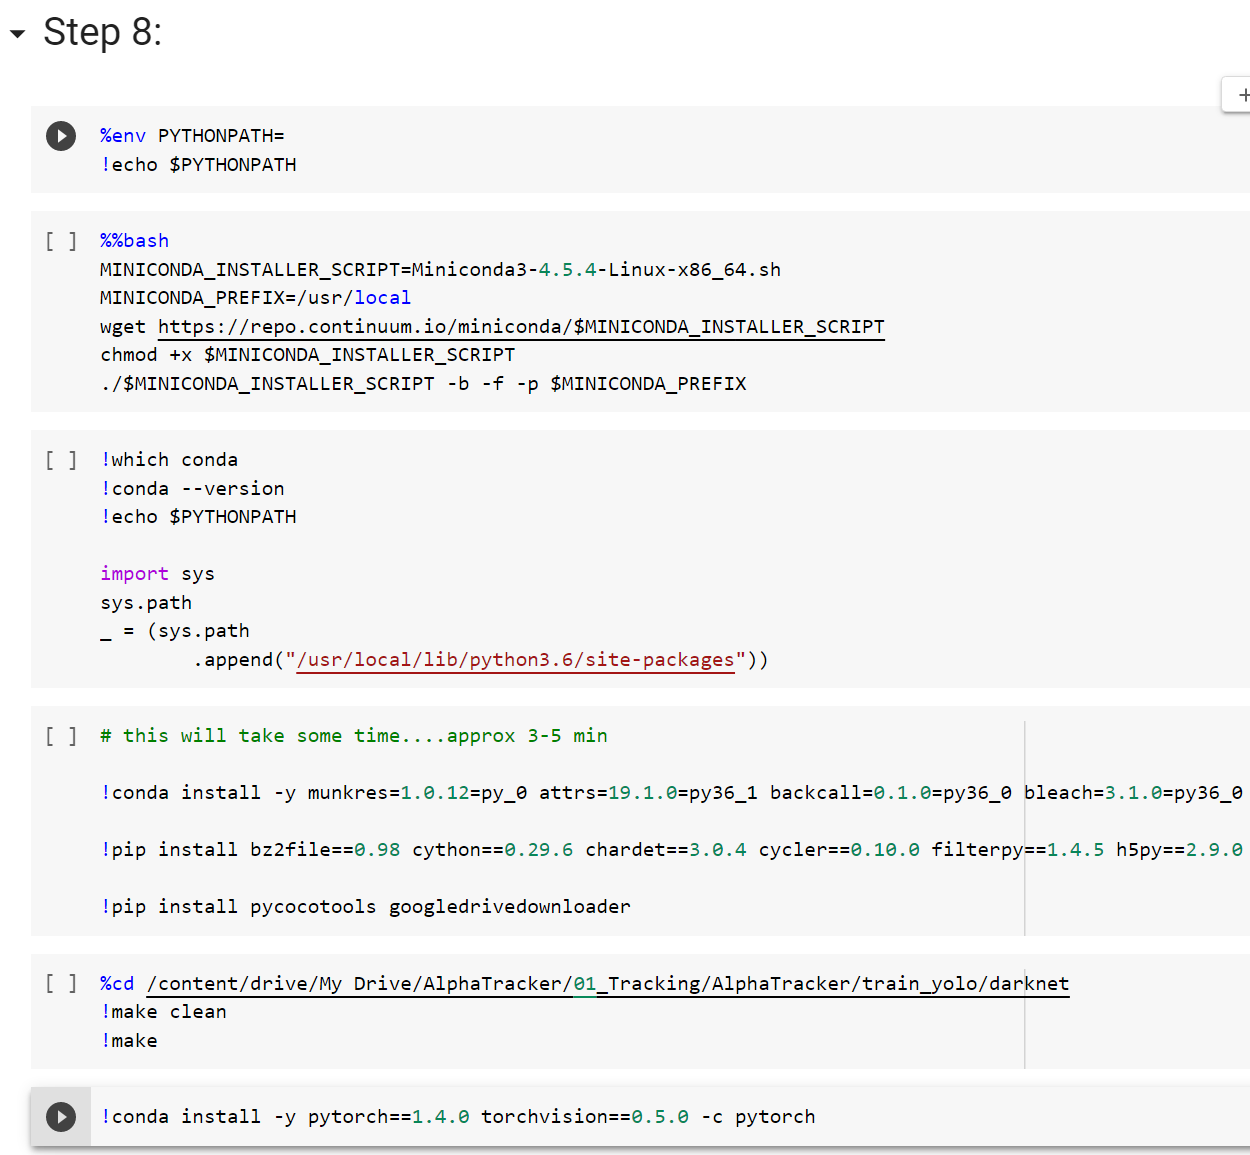 Step 8:
%env PYTHONPATH=
!echo $PYTHONPATH
[ ] %%bash
MINICONDA_INSTALLER_SCRIPT=Miniconda3-4.5.4-Linux-x86_64.sh
MINICONDA_PREFIX=/usr/local
wget https://repo.continuum.io/miniconda/$MINICONDA_INSTALLER_SCRIPT
chmod +x $MINICONDA_INSTALLER_SCRIPT
./$MINICONDA_INSTALLER_SCRIPT -b -f -p $MINICONDA_PREFIX
[ ] !which conda
!conda --version
!echo $PYTHONPATH
import sys
sys.path
_ = (sys.path
.append("/usr/local/lib/python3.6/site-packages"))
[ ] # this will take some time....approx 3-5 min
!conda install -y munkres=1.0.12=py_0 attrs=19.1.0=py36_1 backcall=0.1.0=py36_0 bleach=3.1.0=py36_0
!pip install bz2file==0.98 cython==0.29.6 chardet==3.0.4 cycler==0.10.0 filterpy==1.4.5 h5py==2.9.0
!pip install pycocotools googledrivedownloader
[ ] %cd /content/drive/My Drive/AlphaTracker/01_Tracking/AlphaTracker/train_yolo/darknet
!make clean
!make
!conda install -y pytorch==1.4.0 torchvision==0.5.0 -c pytorch